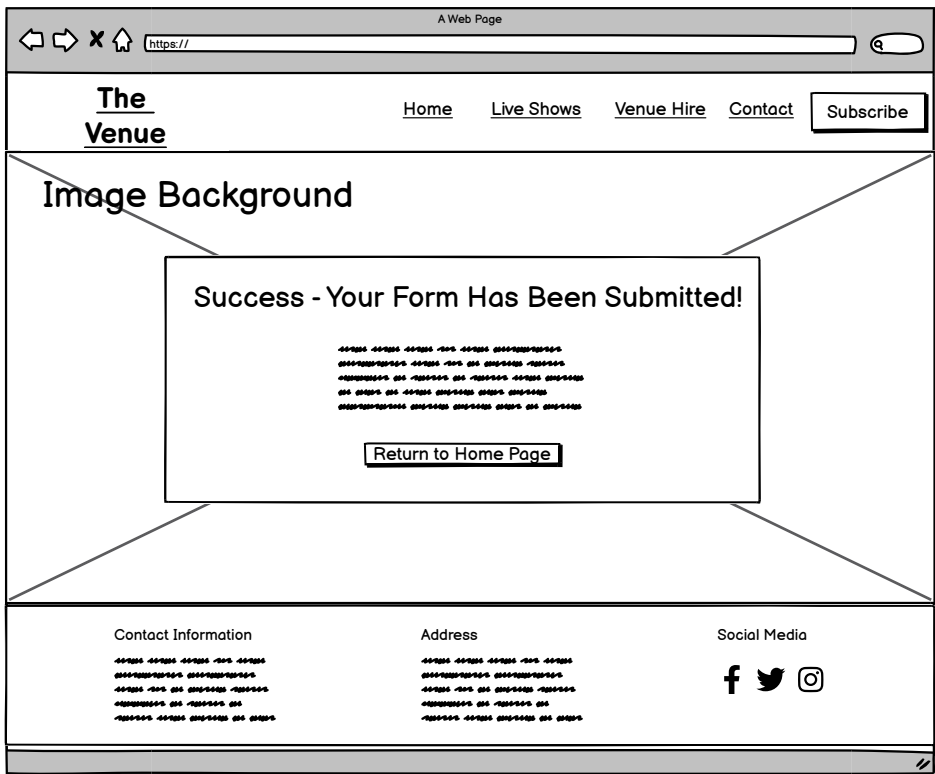 A Web Page
https://
The
Venue
Home Live Shows Venue Hire Contact Subscribe
Image Background
Success - Your Form Has Been Submitted!
Return to Home Page
Contact Information Address Social Media